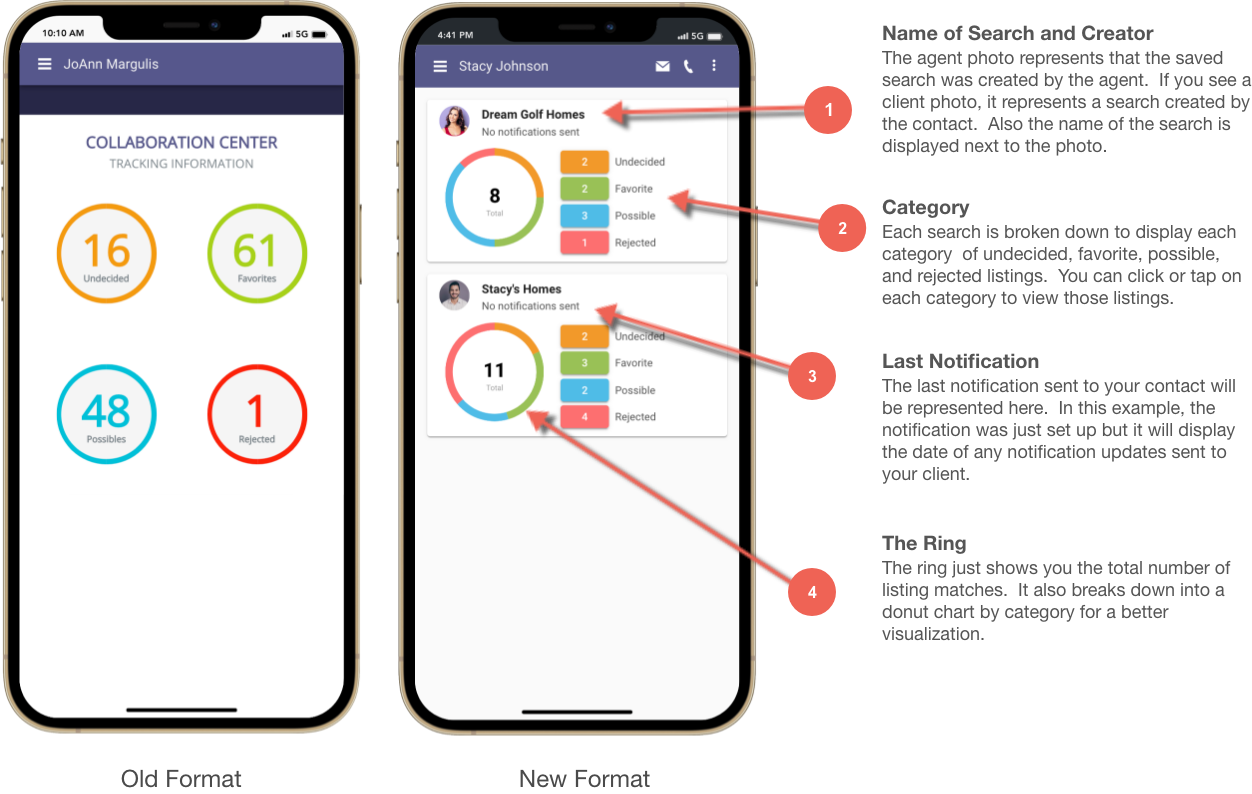 10:10 AM
5G
JoAnn Margulis
COLLABORATION CENTER
TRACKING INFORMATION
16
Undecided
61
Favorites
48
Possibles
1
Rejected
Old Format
4:41 PM
5G
Stacy Johnson
Dream Golf Homes
No notifications sent
8
Total
2 Undecided
2 Favorite
3 Possible
1 Rejected
Stacy's Homes
No notifications sent
11
Total
2 Undecided
3 Favorite
2 Possible
4 Rejected
New Format
1
Name of Search and Creator
The agent photo represents that the saved
search was created by the agent.  If you see a
client photo, it represents a search created by
the contact.  Also the name of the search is
displayed next to the photo.
2
Category
Each search is broken down to display each
category  of undecided, favorite, possible,
and rejected listings.  You can click or tap on
each category to view those listings.
3
Last Notification
The last notification sent to your contact will
be represented here.  In this example, the
notification was just set up but it will display
the date of any notification updates sent to
your client.
4
The Ring
The ring just shows you the total number of
listing matches.  It also breaks down into a
donut chart by category for a better
visualization.